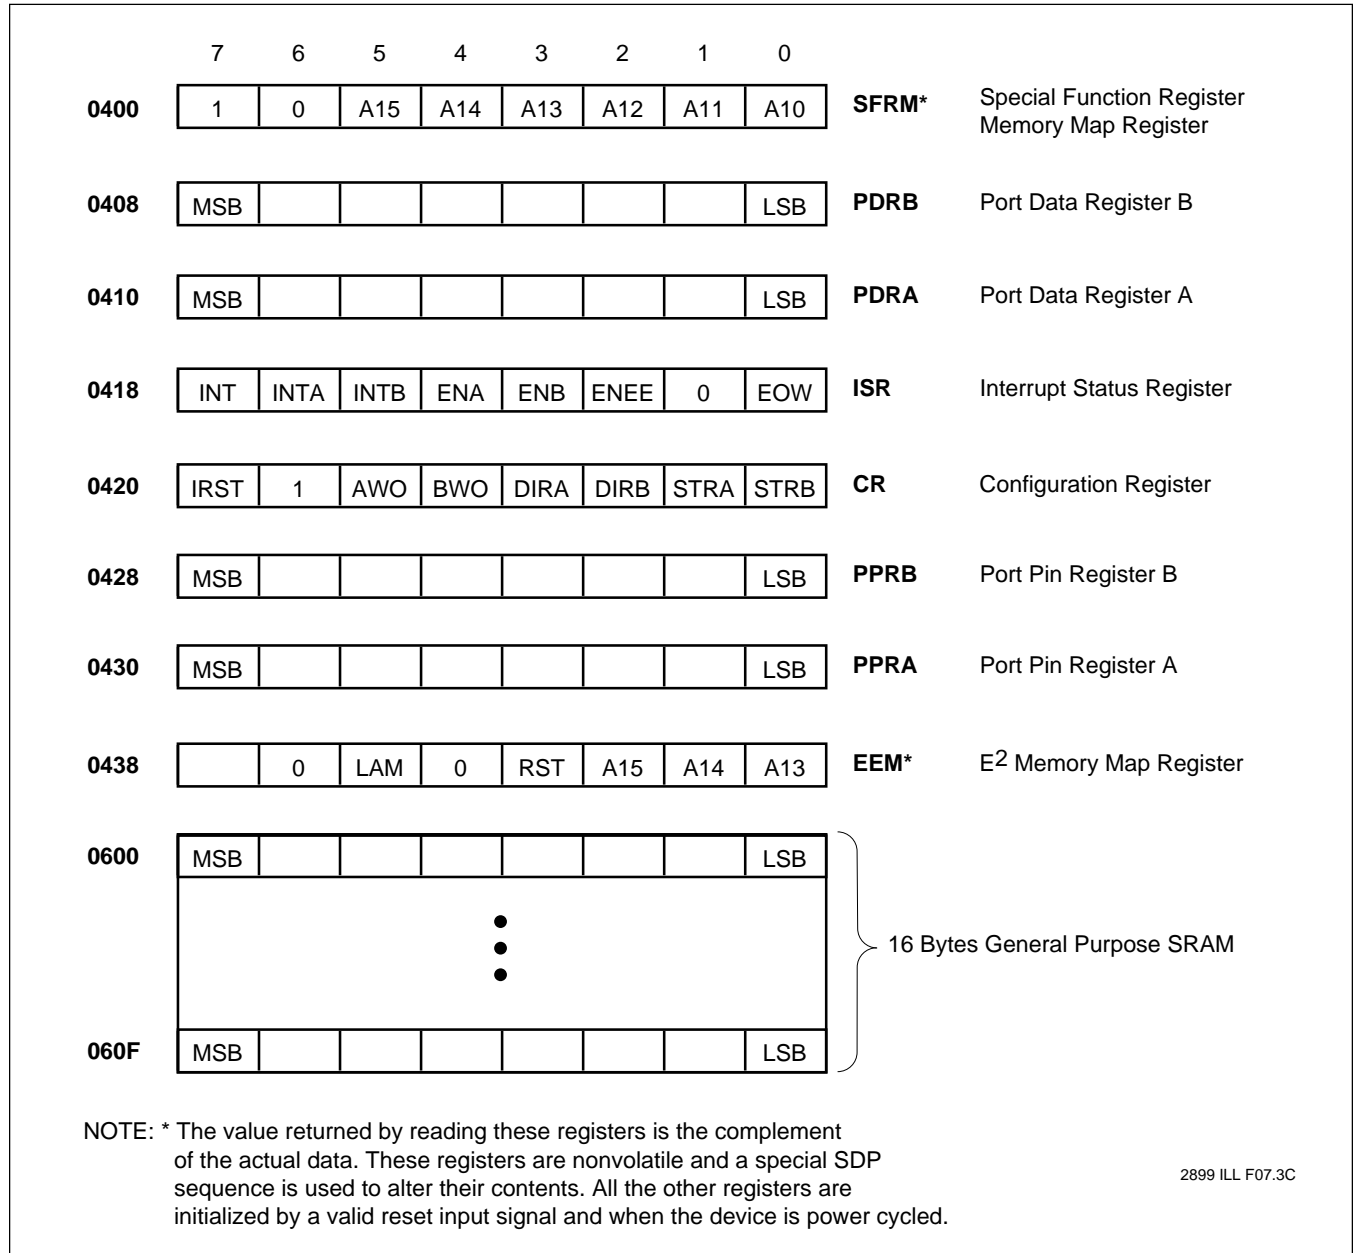 7 6 5 4 3 2 1 0
0400 1 0 A15 A14 A13 A12 A11 A10 SFRM* Special Function Register
Memory Map Register
0408 MSB LSB PDRB Port Data Register B
0410 MSB LSB PDRA Port Data Register A
0418 INT INTA INTB ENA ENB ENEE 0 EOW ISR Interrupt Status Register
0420 IRST 1 AWO BWO DIRA DIRB STRA STRB CR Configuration Register
0428 MSB LSB PPRB Port Pin Register B
0430 MSB LSB PPRA Port Pin Register A
0438 0 LAM 0 RST A15 A14 A13 EEM* E2 Memory Map Register
0600 MSB LSB
16 Bytes General Purpose SRAM
060F MSB LSB
NOTE: * The value returned by reading these registers is the complement
of the actual data. These registers are nonvolatile and a special SDP
sequence is used to alter their contents. All the other registers are
initialized by a valid reset input signal and when the device is power cycled.
2899 ILL F07.3C